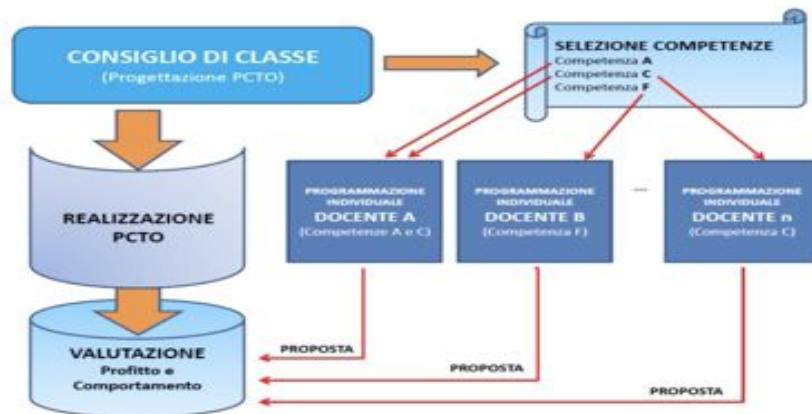 CONSIGLIO DI CLASSE
(Progettazione PCTO)
SELEZIONE COMPETENZE
Competenza A
Competenza C
Competenza F
REALIZZAZIONE
PCTO
PROGRAMMAZIONE
INDIVIDUALE
DOCENTE A
(Competenze A e C)
PROGRAMMAZIONE
INDIVIDUALE
DOCENTE B
(Competenza F)
...
PROGRAMMAZIONE
INDIVIDUALE
DOCENTE n
(Competenza C)
VALUTAZIONE
Profitto e
Comportamento
PROPOSTA
PROPOSTA
PROPOSTA